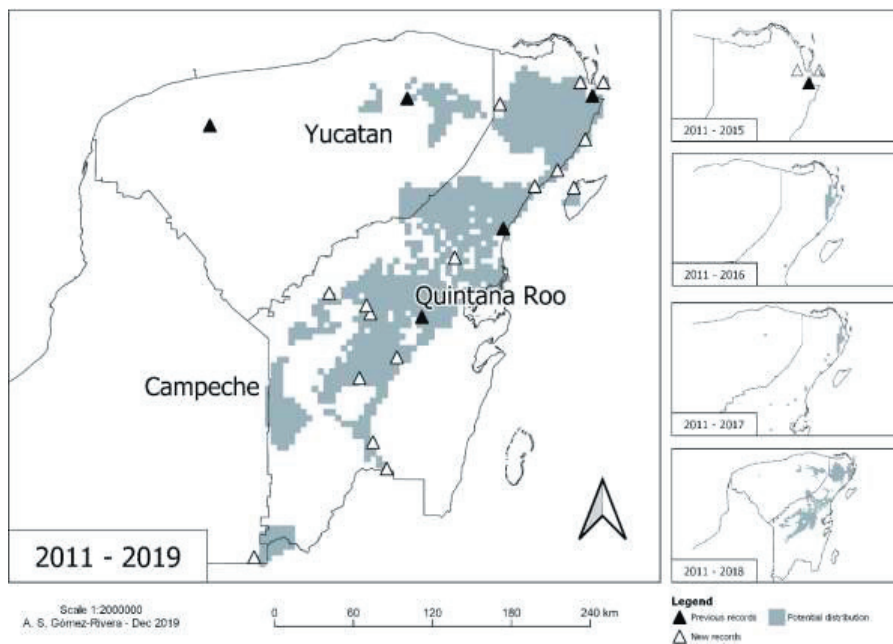 Yucatan
Quintana Roo
Campeche
2011 - 2019
Scale 1:2000000
A. S. Gómez-Rivera - Dec 2019
0 60 120 180 240 km
2011 - 2015
2011 - 2016
2011 - 2017
2011 - 2018
Legend
Previous records Potential distribution
New records